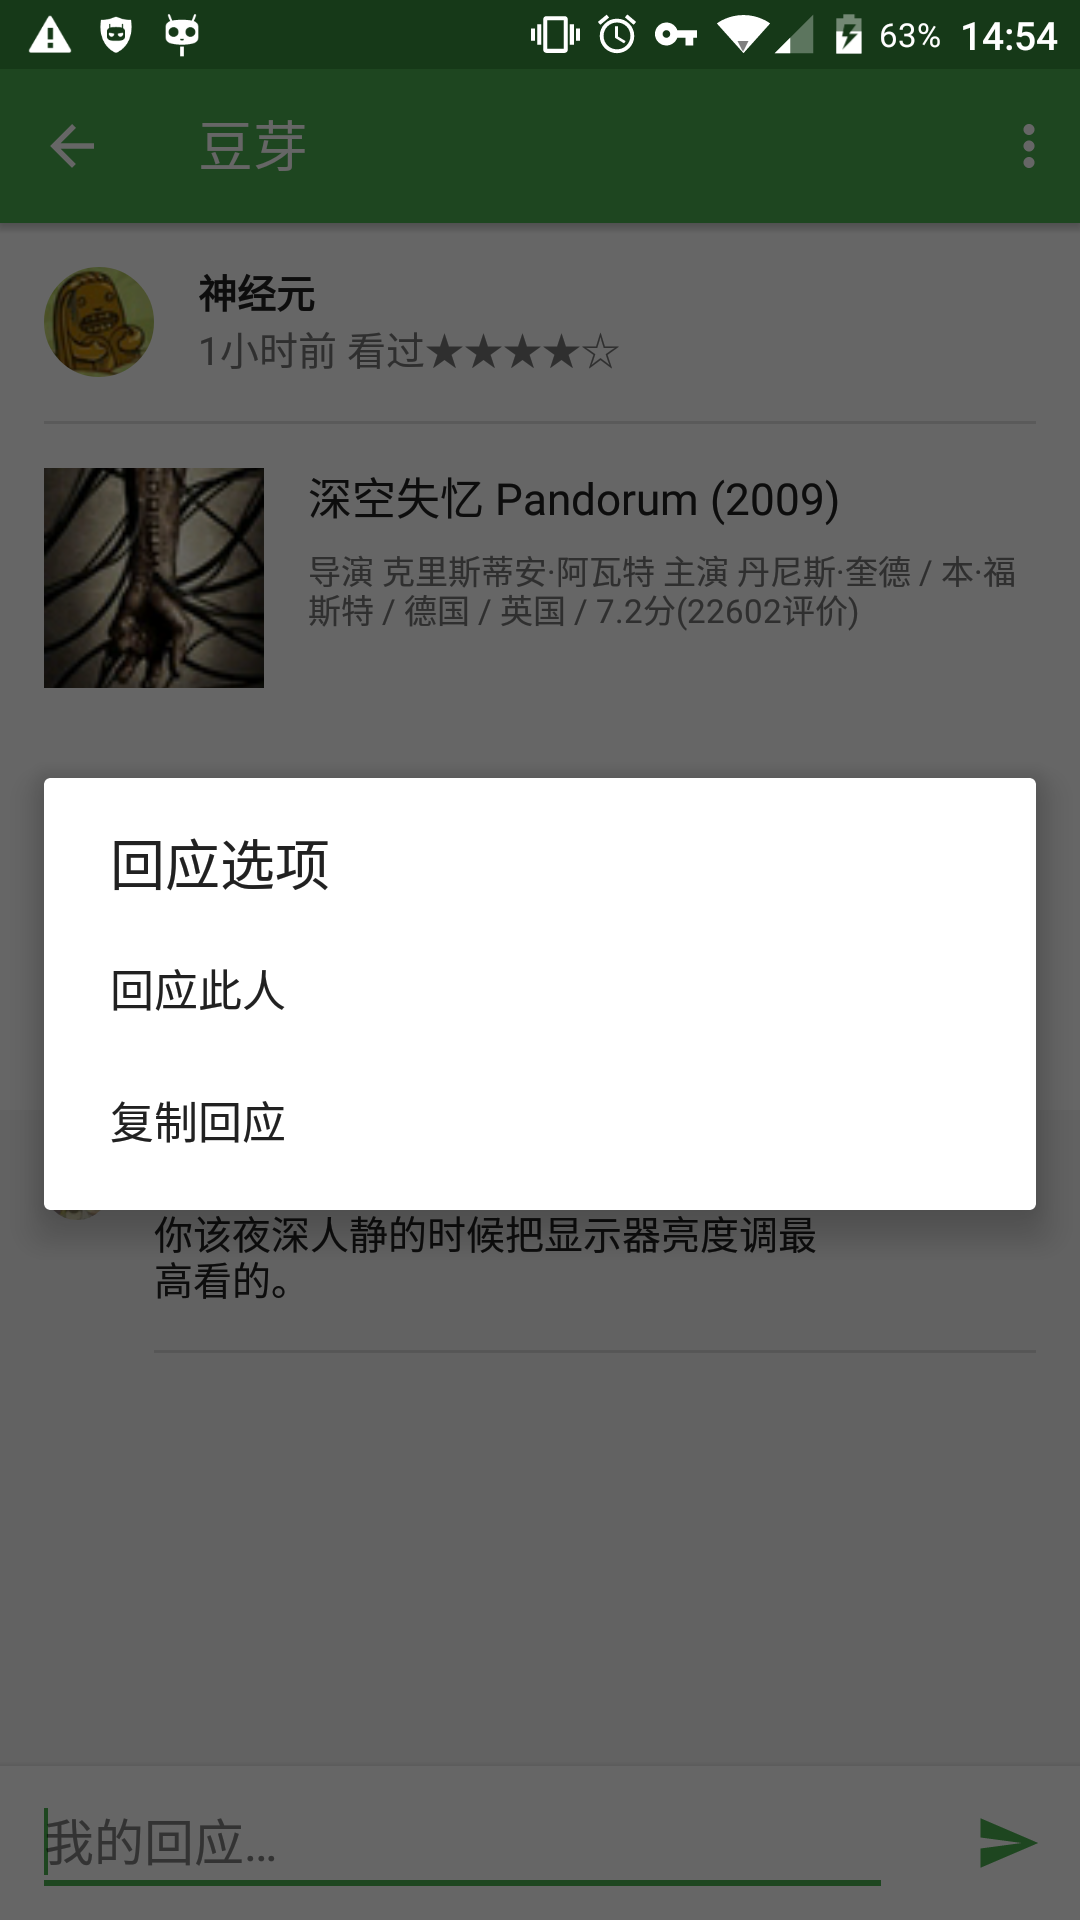 63% 14:54
豆芽
神经元
1小时前 看过★★★★☆
深空失忆 Pandorum (2009)
导演 克里斯蒂安·阿瓦特 主演 丹尼斯·奎德 / 本·福
斯特 / 德国 / 英国 / 7.2分(22602评价)
回应选项
回应此人
复制回应
你该夜深人静的时候把显示器亮度调最
高看的。
我的回应...